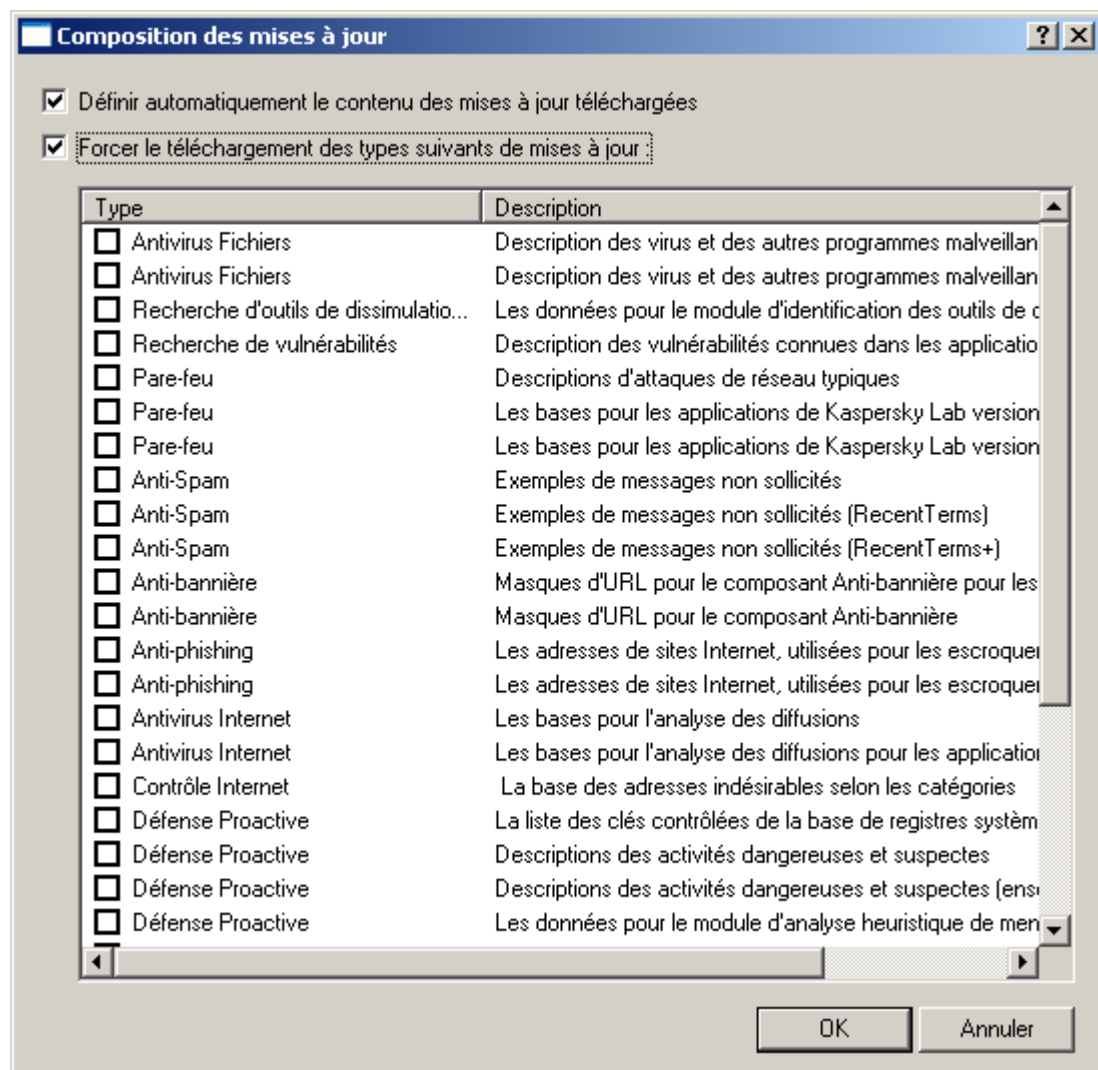 Composition des mises à jour
Définir automatiquement le contenu des mises à jour téléchargées
Forcer le téléchargement des types suivants de mises à jour :
Type Description
Antivirus Fichiers Description des virus et des autres programmes malveillan
Antivirus Fichiers Description des virus et des autres programmes malveillan
Recherche d'outils de dissimulatio... Les données pour le module d'identification des outils de d
Recherche de vulnérabilités Description des vulnérabilités connues dans les applicatio
Pare-feu Descriptions d'attaques de réseau typiques
Pare-feu Les bases pour les applications de Kaspersky Lab version
Pare-feu Les bases pour les applications de Kaspersky Lab version
Anti-Spam Exemples de messages non sollicités
Anti-Spam Exemples de messages non sollicités (RecentTerms)
Anti-Spam Exemples de messages non sollicités (RecentTerms+)
Anti-bannière Masques d'URL pour le composant Anti-bannière pour les
Anti-bannière Masques d'URL pour le composant Anti-bannière
Anti-phishing Les adresses de sites Internet, utilisées pour les escroquer
Anti-phishing Les adresses de sites Internet, utilisées pour les escroquer
Antivirus Internet Les bases pour l'analyse des diffusions
Antivirus Internet Les bases pour l'analyse des diffusions pour les application
Contrôle Internet La base des adresses indésirables selon les catégories
Défense Proactive La liste des clés contrôlées de la base de registres systèm
Défense Proactive Descriptions des activités dangereuses et suspectes
Défense Proactive Descriptions des activités dangereuses et suspectes (ens
Défense Proactive Les données pour le module d'analyse heuristique de men
OK Annuler